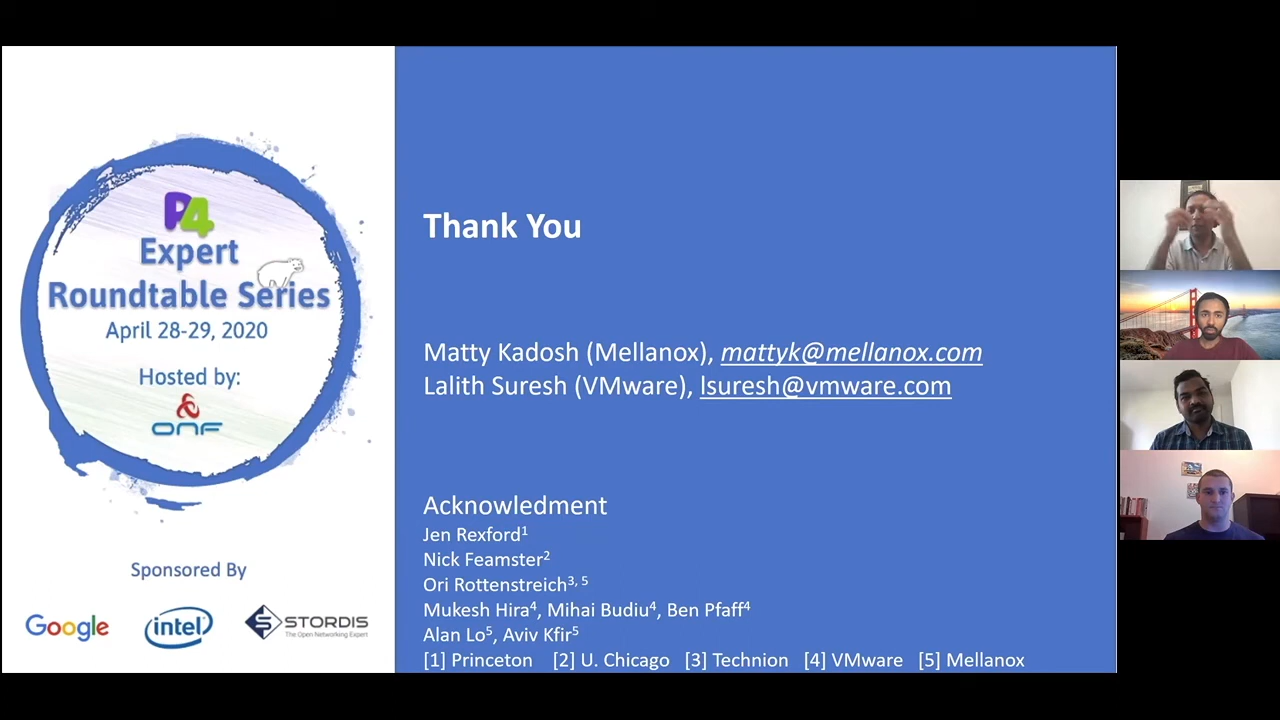 P4
Expert
Roundtable Series
April 28-29, 2020
Hosted by:
ONF
Sponsored By
Google
intel
STORDIS
The Open Networking Expert
Thank You
Matty Kadosh (Mellanox), mattyk@mellanox.com
Lalith Suresh (VMware), lsuresh@vmware.com
Acknowledment
Jen Rexford1
Nick Feamster2
Ori Rottenstreich3, 5
Mukesh Hira4, Mihai Budiu4, Ben Pfaff4
Alan Lo5, Aviv Kfir5
[1] Princeton [2] U. Chicago [3] Technion [4] VMware [5] Mellanox